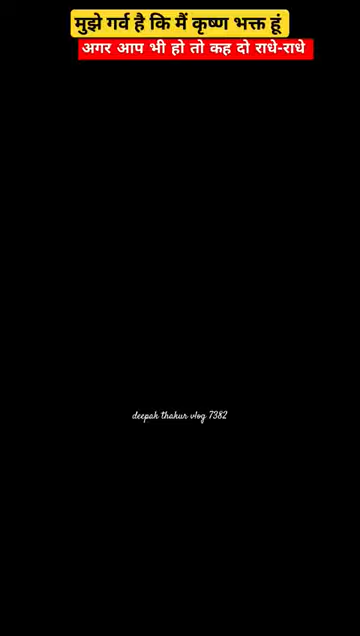 मुझे गर्व है कि मैं कृष्ण भक्त हूं
अगर आप भी हो तो कह दो राधे-राधे
deepak thakur vlog 7382